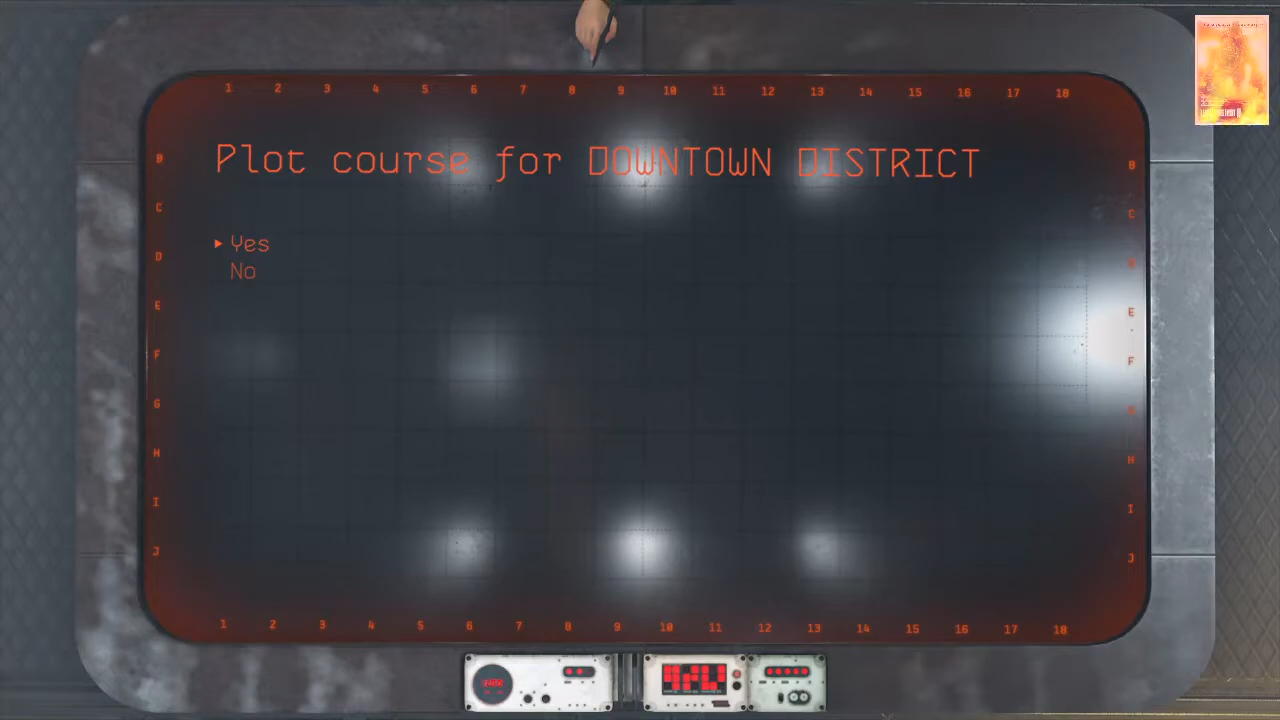 1 2 3 4 5 6 7 8 9 10 11 12 13 14 15 16 17 18
B B
Plot course for DOWNTOWN DISTRICT
C C
Yes
D
No
E E
F F
G
H H
I I
J J
1 2 3 4 5 6 7 8 9 10 11 12 13 14 15 16 17 18